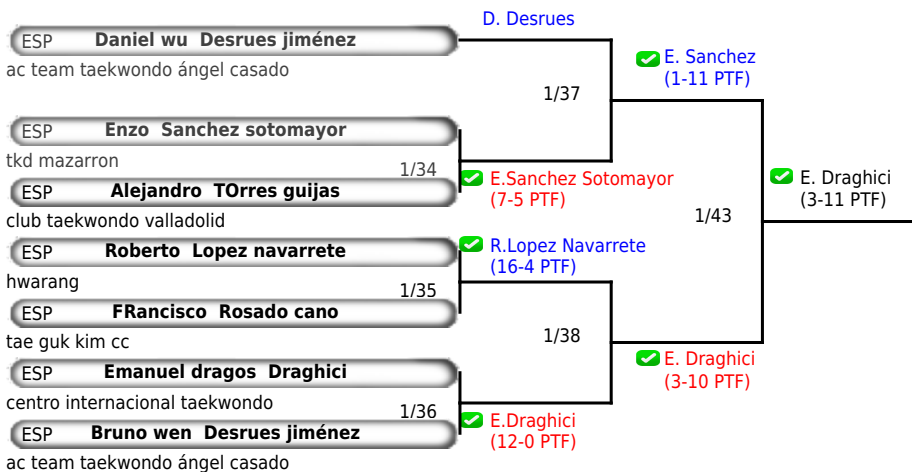 D. Desrues
ESP Daniel wu Desrues jiménez
ac team taekwondo ángel casado
E. Sanchez
(1-11 PTF)
1/37
ESP Enzo Sanchez sotomayor
tkd mazarron
1/34
E.Sanchez Sotomayor
(7-5 PTF)
ESP Alejandro TOrres guijas
club taekwondo valladolid
E. Draghici
(3-11 PTF)
1/43
ESP Roberto Lopez navarrete
hwarang
R.Lopez Navarrete
(16-4 PTF)
1/35
ESP FRancisco Rosado cano
tae guk kim cc
1/38
E. Draghici
(3-10 PTF)
ESP Emanuel dragos Draghici
centro internacional taekwondo
1/36
E.Draghici
(12-0 PTF)
ESP Bruno wen Desrues jiménez
ac team taekwondo ángel casado